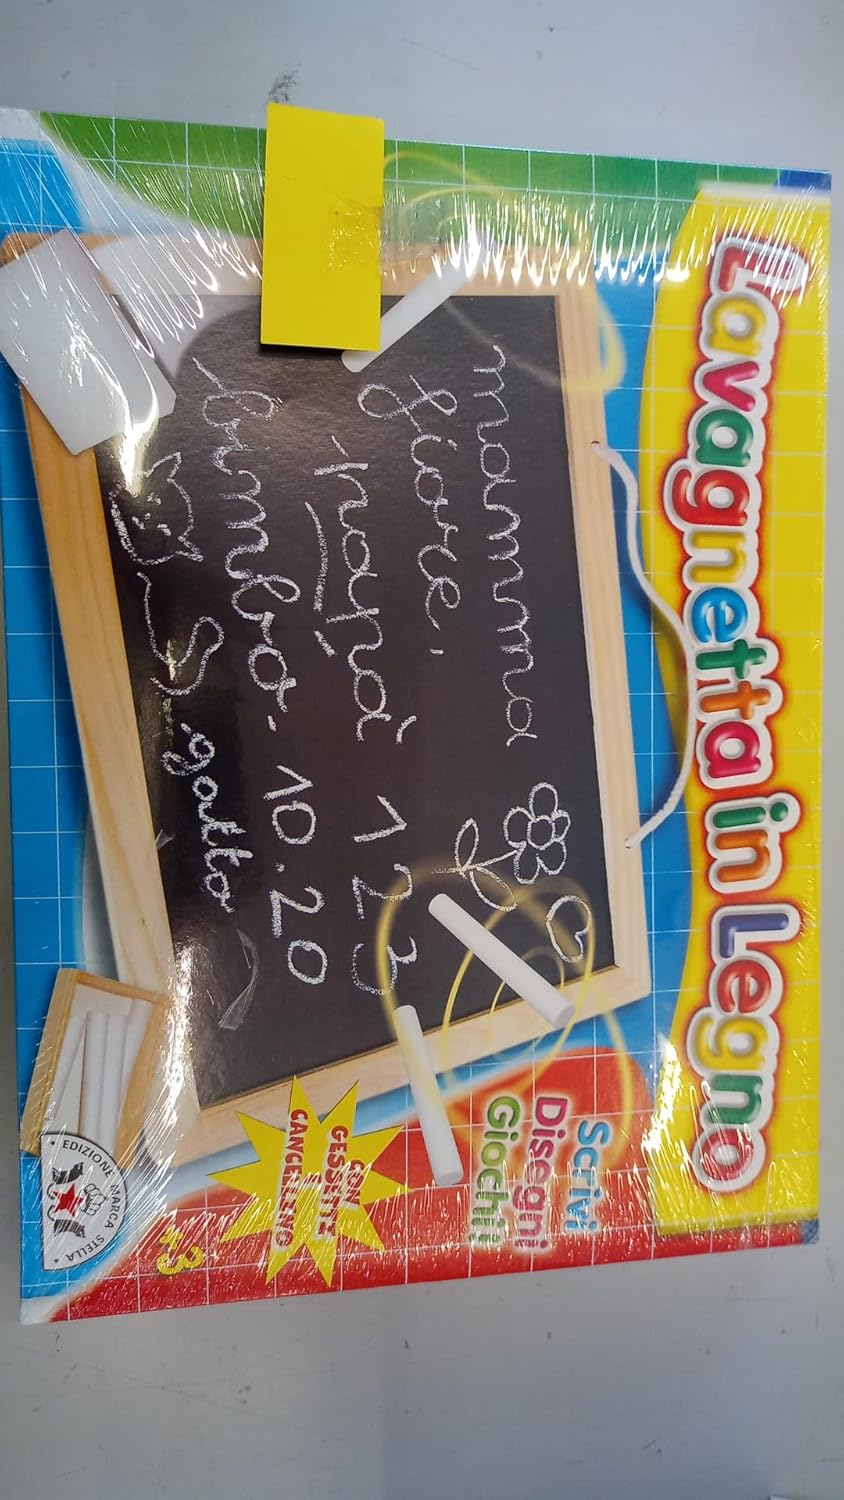 Lavagnetta in Legno
mamma
fiore,
papà 1 2 3
bimbo - 10.20
gatto
Scrivi
Disegni
Giochi!
CON
GESSETTI
E
CANCELLINO
+3
EDIZIONE MARCA STELLA